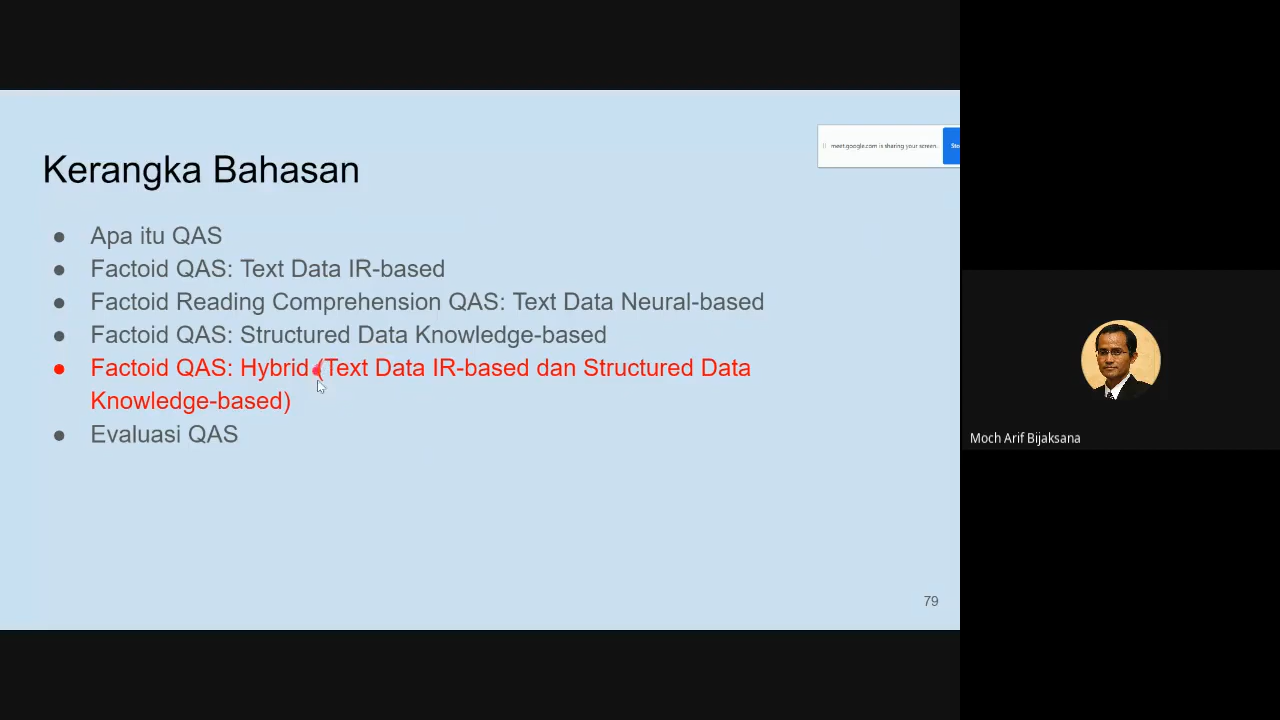 Kerangka Bahasan
meet.google.com is sharing your screen.
Sto
● Apa itu QAS
● Factoid QAS: Text Data IR-based
● Factoid Reading Comprehension QAS: Text Data Neural-based
● Factoid QAS: Structured Data Knowledge-based
● Factoid QAS: Hybrid (Text Data IR-based dan Structured Data
Knowledge-based)
● Evaluasi QAS
79
Moch Arif Bijaksana